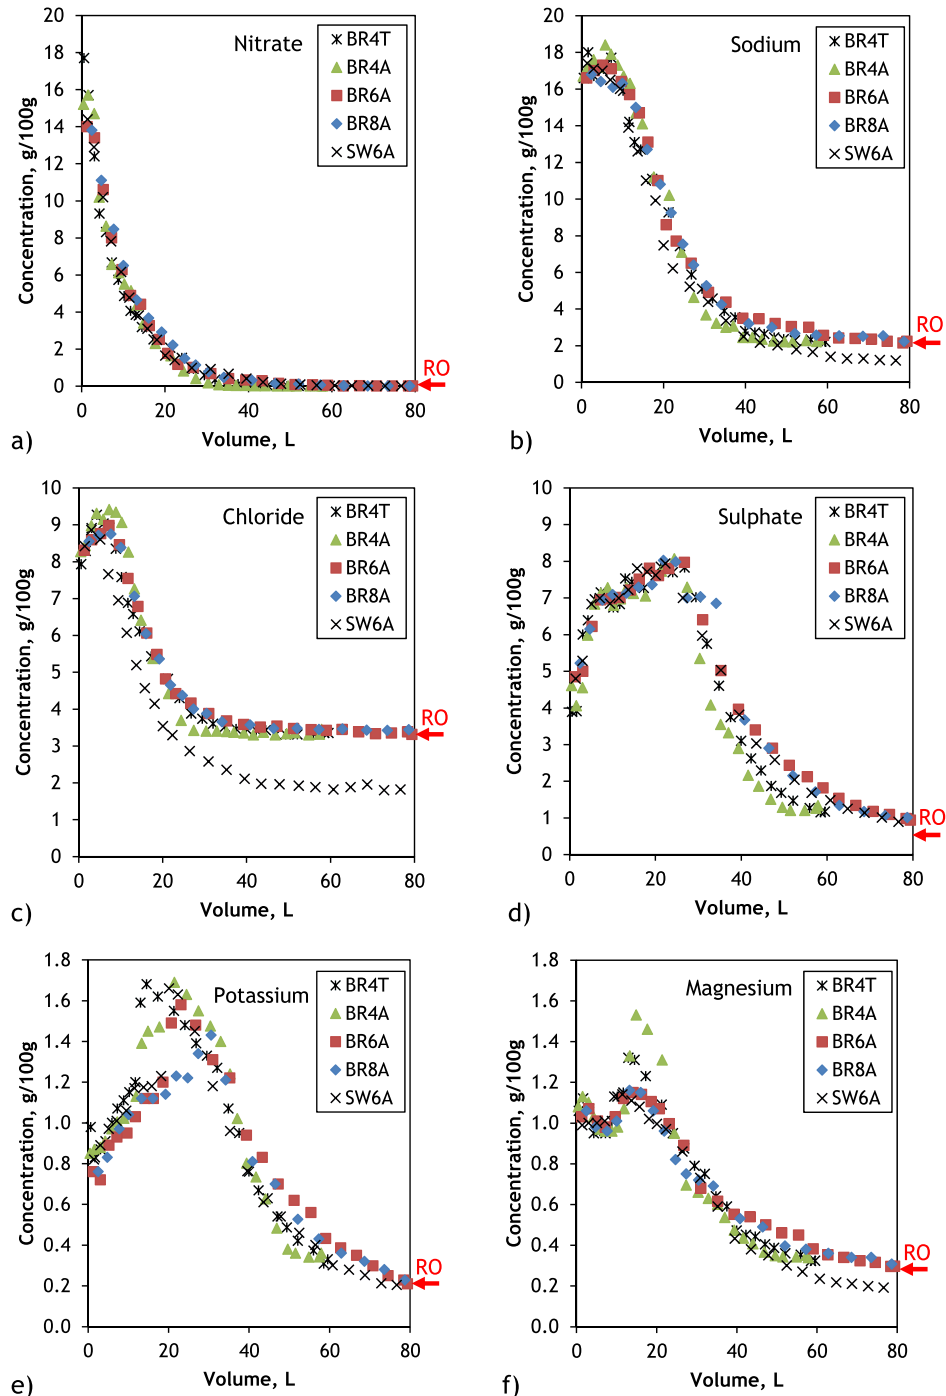 Nitrate
BR4T
BR4A
BR6A
BR8A
SW6A
Concentration, g/100g
20
18
16
14
12
10
8
6
4
2
0
RO
0 20 40 60 80
Volume, L
a)
Sodium
BR4T
BR4A
BR6A
BR8A
SW6A
Concentration, g/100g
20
18
16
14
12
10
8
6
4
2
0
RO
0 20 40 60 80
Volume, L
b)
Chloride
BR4T
BR4A
BR6A
BR8A
SW6A
Concentration, g/100g
10
9
8
7
6
5
4
3
2
1
0
RO
0 20 40 60 80
Volume, L
c)
Sulphate
BR4T
BR4A
BR6A
BR8A
SW6A
Concentration, g/100g
10
9
8
7
6
5
4
3
2
1
0
RO
0 20 40 60 80
Volume, L
d)
Potassium
BR4T
BR4A
BR6A
BR8A
SW6A
Concentration, g/100g
1.8
1.6
1.4
1.2
1.0
0.8
0.6
0.4
0.2
0.0
RO
0 20 40 60 80
Volume, L
e)
Magnesium
BR4T
BR4A
BR6A
BR8A
SW6A
Concentration, g/100g
1.8
1.6
1.4
1.2
1.0
0.8
0.6
0.4
0.2
0.0
RO
0 20 40 60 80
Volume, L
f)